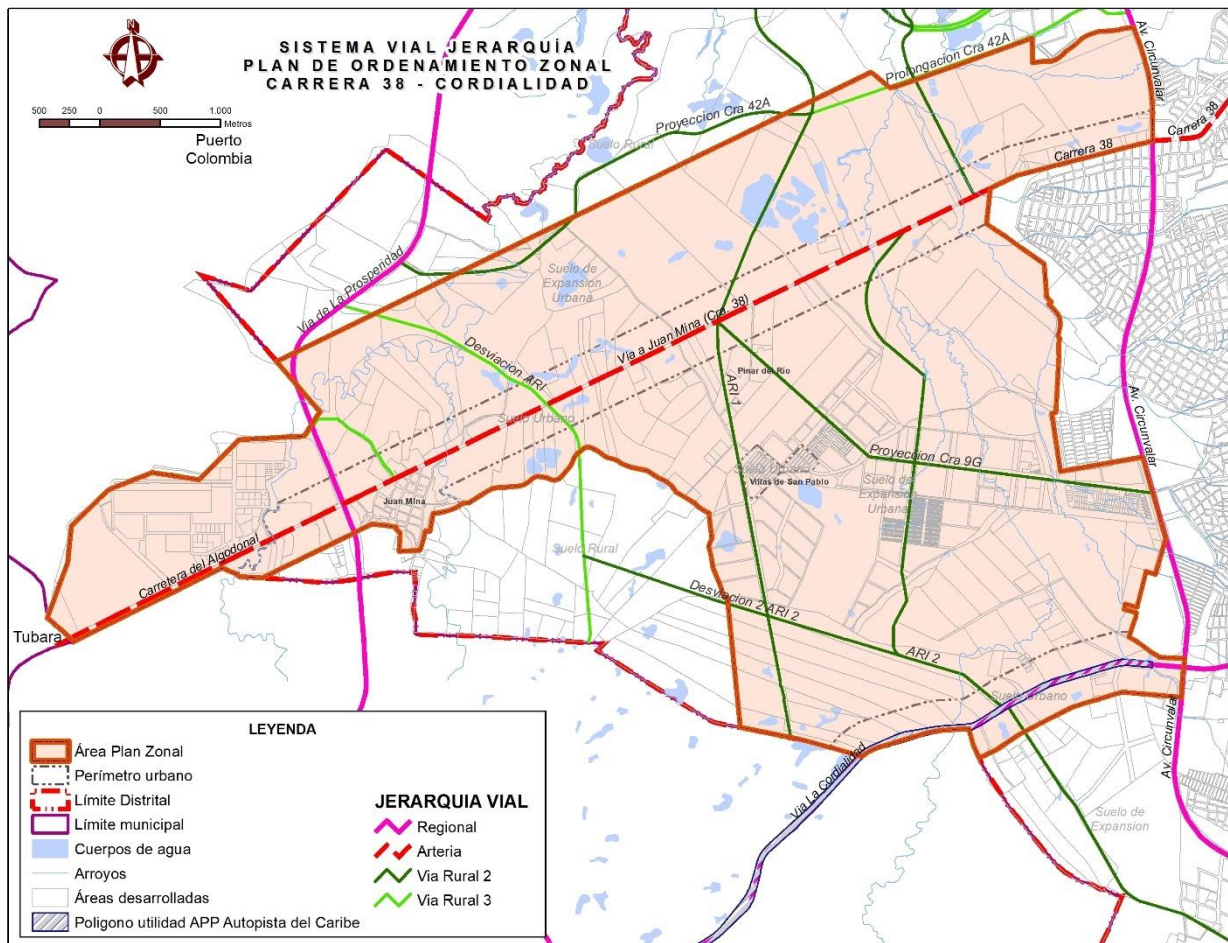 N
SISTEMA VIAL JERARQUÍA
PLAN DE ORDENAMIENTO ZONAL
CARRERA 38 - CORDIALIDAD
500 250 0 500 1.000
Metros
Puerto
Colombia
Av. Circunvalar
Prolongacion Cra 42A
Proyeccion Cra 42A
Suelo Rural
Carrera 38
Carrera 38
Via de La Prosperidad
Suelo de
Expansion
Urbana
Vía a Juan Mina (Cra. 38)
Desviacion ARI
Pinar del Río
ARI 1
Av. Circunvalar
Suelo Urbano
Proyeccion Cra 9G
Suelo Urbano
Villas de San Pablo
Suelo de
Expansion
Urbana
Juan Mina
Suelo Rural
Carretera del Algodonal
Desviacion 2 ARI 2
Tubara
ARI 2
Suelo Urbano
Via La Cordialidad
Av. Circunvalar
Suelo de
Expansion
LEYENDA
Área Plan Zonal
Perímetro urbano
Límite Distrital
Límite municipal
Cuerpos de agua
Arroyos
Áreas desarrolladas
Poligono utilidad APP Autopista del Caribe
JERARQUIA VIAL
Regional
Arteria
Via Rural 2
Via Rural 3